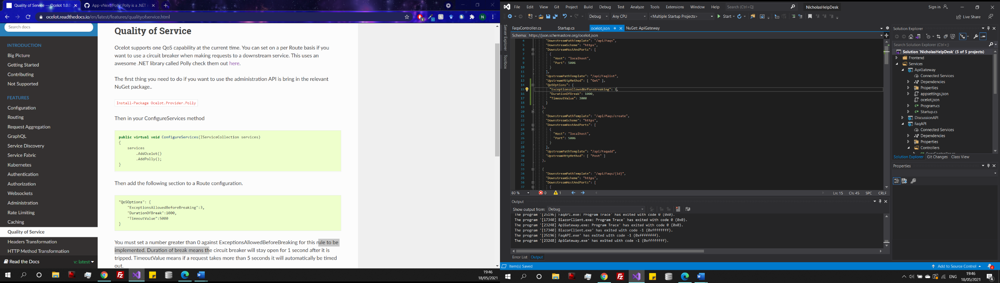 Quality of Service — Ocelot 1.0.0
App-vNext/Polly: Polly is a .NET
ocelot.readthedocs.io/en/latest/features/qualityofservice.html
Search docs
INTRODUCTION
Big Picture
Getting Started
Contributing
Not Supported
FEATURES
Configuration
Routing
Request Aggregation
GraphQL
Service Discovery
Service Fabric
Kubernetes
Authentication
Authorization
Websockets
Administration
Rate Limiting
Caching
Quality of Service
Headers Transformation
HTTP Method Transformation
Read the Docs
v: latest
Quality of Service
Ocelot supports one QoS capability at the current time. You can set on a per Route basis if you
want to use a circuit breaker when making requests to a downstream service. This uses an
awesome .NET library called Polly check them out here.
The first thing you need to do if you want to use the administration API is bring in the relevant
NuGet package..
Install-Package Ocelot.Provider.Polly
Then in your ConfigureServices method
public virtual void ConfigureServices(IServiceCollection services)
{
services
.AddOcelot()
.AddPolly();
}
Then add the following section to a Route configuration.
"QoSOptions": {
"ExceptionsAllowedBeforeBreaking":3,
"DurationOfBreak":1000,
"TimeoutValue":5000
}
You must set a number greater than 0 against ExceptionsAllowedBeforeBreaking for this rule to be
implemented. Duration of break means the circuit breaker will stay open for 1 second after it is
tripped. TimeoutValue means if a request takes more than 5 seconds it will automatically be timed
out.
19:46
18/05/2021
File Edit View Git Project Build Debug Test Analyze Tools Extensions Window Help Search (Ctrl+Q) NicholasHelpDesk Sign in
Debug Any CPU <Multiple Startup Projects> Start Live Share
Server Explorer
Toolbox
FaqsController.cs Startup.cs ocelot.json NuGet: ApiGateway
Schema: https://json.schemastore.org/ocelot.json
4 "DownstreamPathTemplate": "/api/Faqs",
5 "DownstreamScheme": "https",
6 "DownstreamHostAndPorts": [
7 {
8 "Host": "localhost",
9 "Port": 5006
10 }
11 ],
12 "UpstreamPathTemplate": "/api/Faqlist",
13 "UpstreamHttpMethod": [ "Get" ],
14 "QoSOptions": {
15 "ExceptionsAllowedBeforeBreaking": 1,
16 "DurationOfBreak": 1000,
17 "TimeoutValue": 3000
18 }
19 },
20 {
21 "DownstreamPathTemplate": "/api/Faqs/create",
22 "DownstreamScheme": "https",
23 "DownstreamHostAndPorts": [
24 {
25 "Host": "localhost",
26 "Port": 5006
27 }
28 ],
29 "UpstreamPathTemplate": "/api/Faqadd",
30 "UpstreamHttpMethod": [ "Post" ]
31 },
32
33 {
34 "DownstreamPathTemplate": "/api/Faqs/{id}",
35 "DownstreamScheme": "https",
36 "DownstreamHostAndPorts": [
37 {
80 % 0 1 Ln: 15 Ch: 45 SPC CRLF
Output
Show output from: Debug
The program '[25196] FaqAPI.exe: Program Trace' has exited with code 0 (0x0).
The program '[17340] BlazorClient.exe: Program Trace' has exited with code 0 (0x0).
The program '[23248] ApiGateway.exe: Program Trace' has exited with code 0 (0x0).
The program '[17340] BlazorClient.exe' has exited with code -1 (0xffffffff).
The program '[25196] FaqAPI.exe' has exited with code -1 (0xffffffff).
The program '[23248] ApiGateway.exe' has exited with code -1 (0xffffffff).
Error List Output
Item(s) Saved
Add to Source Control
4
Solution Explorer
Search Solution Explorer (Ctrl+;)
Solution 'NicholasHelpDesk' (5 of 5 projects)
Frontend
Services
ApiGateway
Connected Services
Dependencies
Properties
appsettings.json
ocelot.json
Program.cs
Startup.cs
DiscussionAPI
FaqAPI
Connected Services
Dependencies
Properties
Controllers
Solution Explorer Git Changes Class View
Properties
ENG
19:46
18/05/2021
4